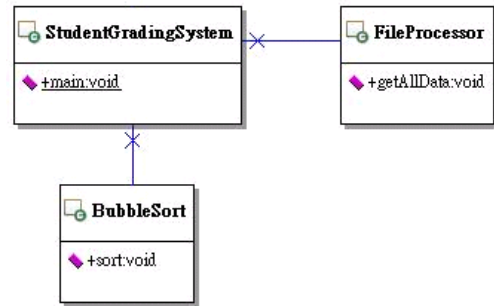 StudentGradingSystem
+main:void
FileProcessor
+getAllData:void
BubbleSort
+sort:void